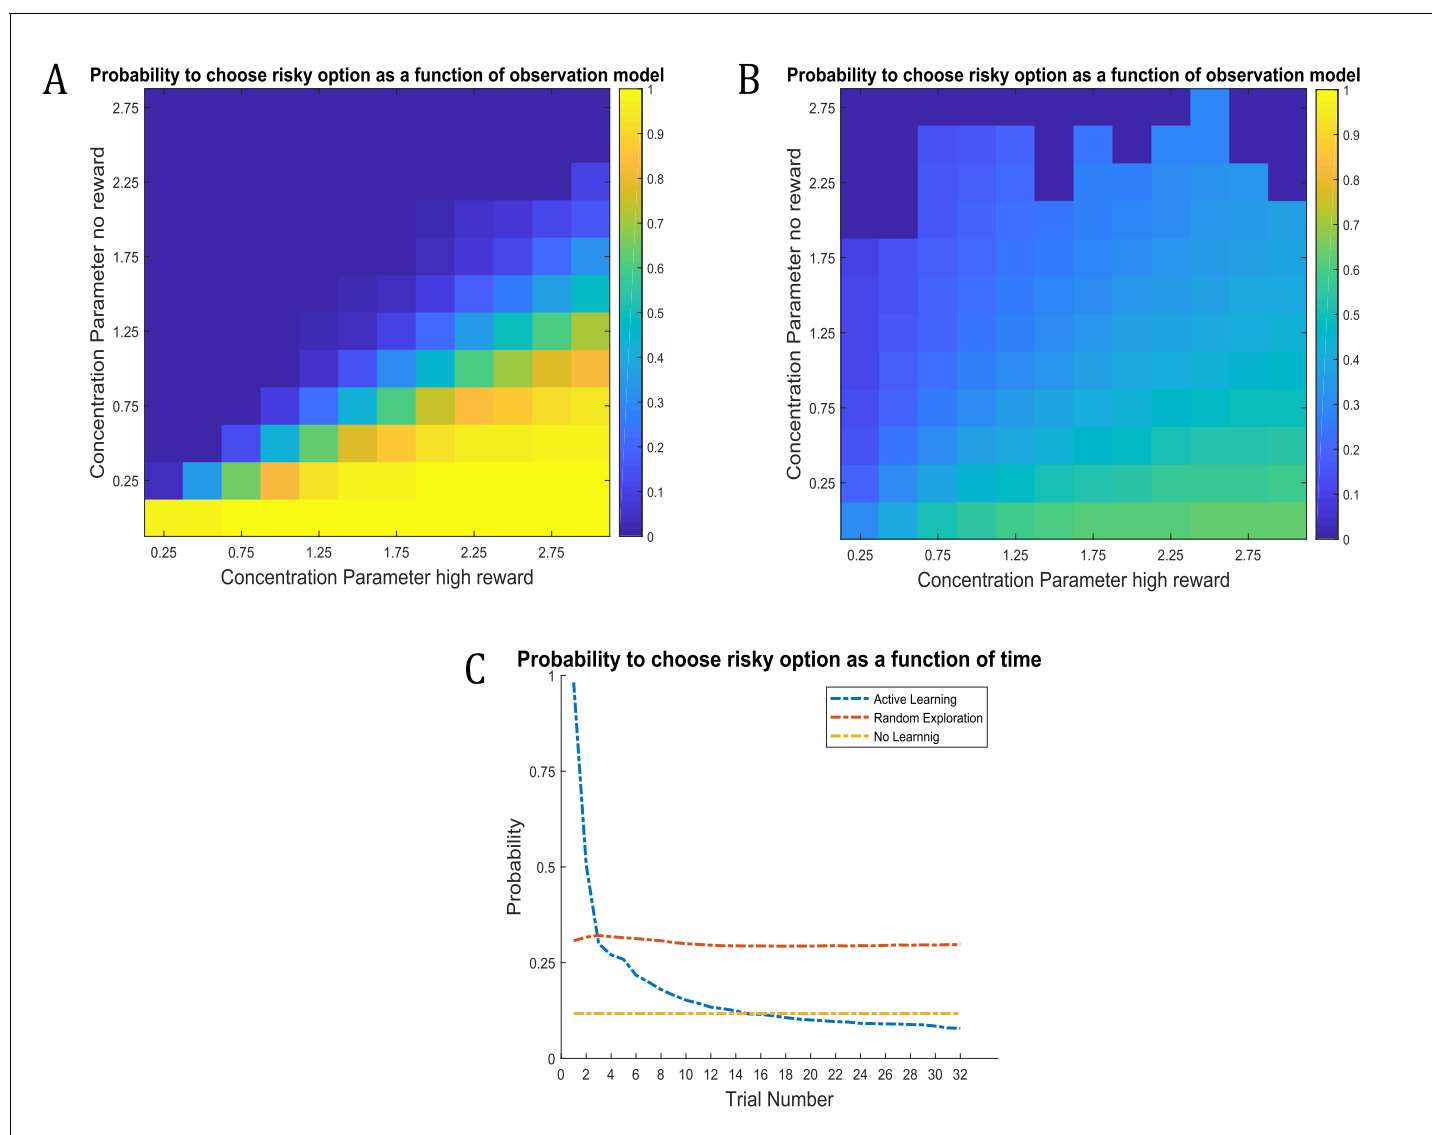 A
Probability to choose risky option as a function of observation model
Concentration Parameter no reward
2.75
2.25
1.75
1.25
0.75
0.25
0.25 0.75 1.25 1.75 2.25 2.75
Concentration Parameter high reward
1
0.9
0.8
0.7
0.6
0.5
0.4
0.3
0.2
0.1
0
B
Probability to choose risky option as a function of observation model
Concentration Parameter no reward
2.75
2.25
1.75
1.25
0.75
0.25
0.25 0.75 1.25 1.75 2.25 2.75
Concentration Parameter high reward
1
0.9
0.8
0.7
0.6
0.5
0.4
0.3
0.2
0.1
0
C
Probability to choose risky option as a function of time
Probability
1
0.75
0.5
0.25
0
Active Learning
Random Exploration
No Learnnig
0 2 4 6 8 10 12 14 16 18 20 22 24 26 28 30 32
Trial Number